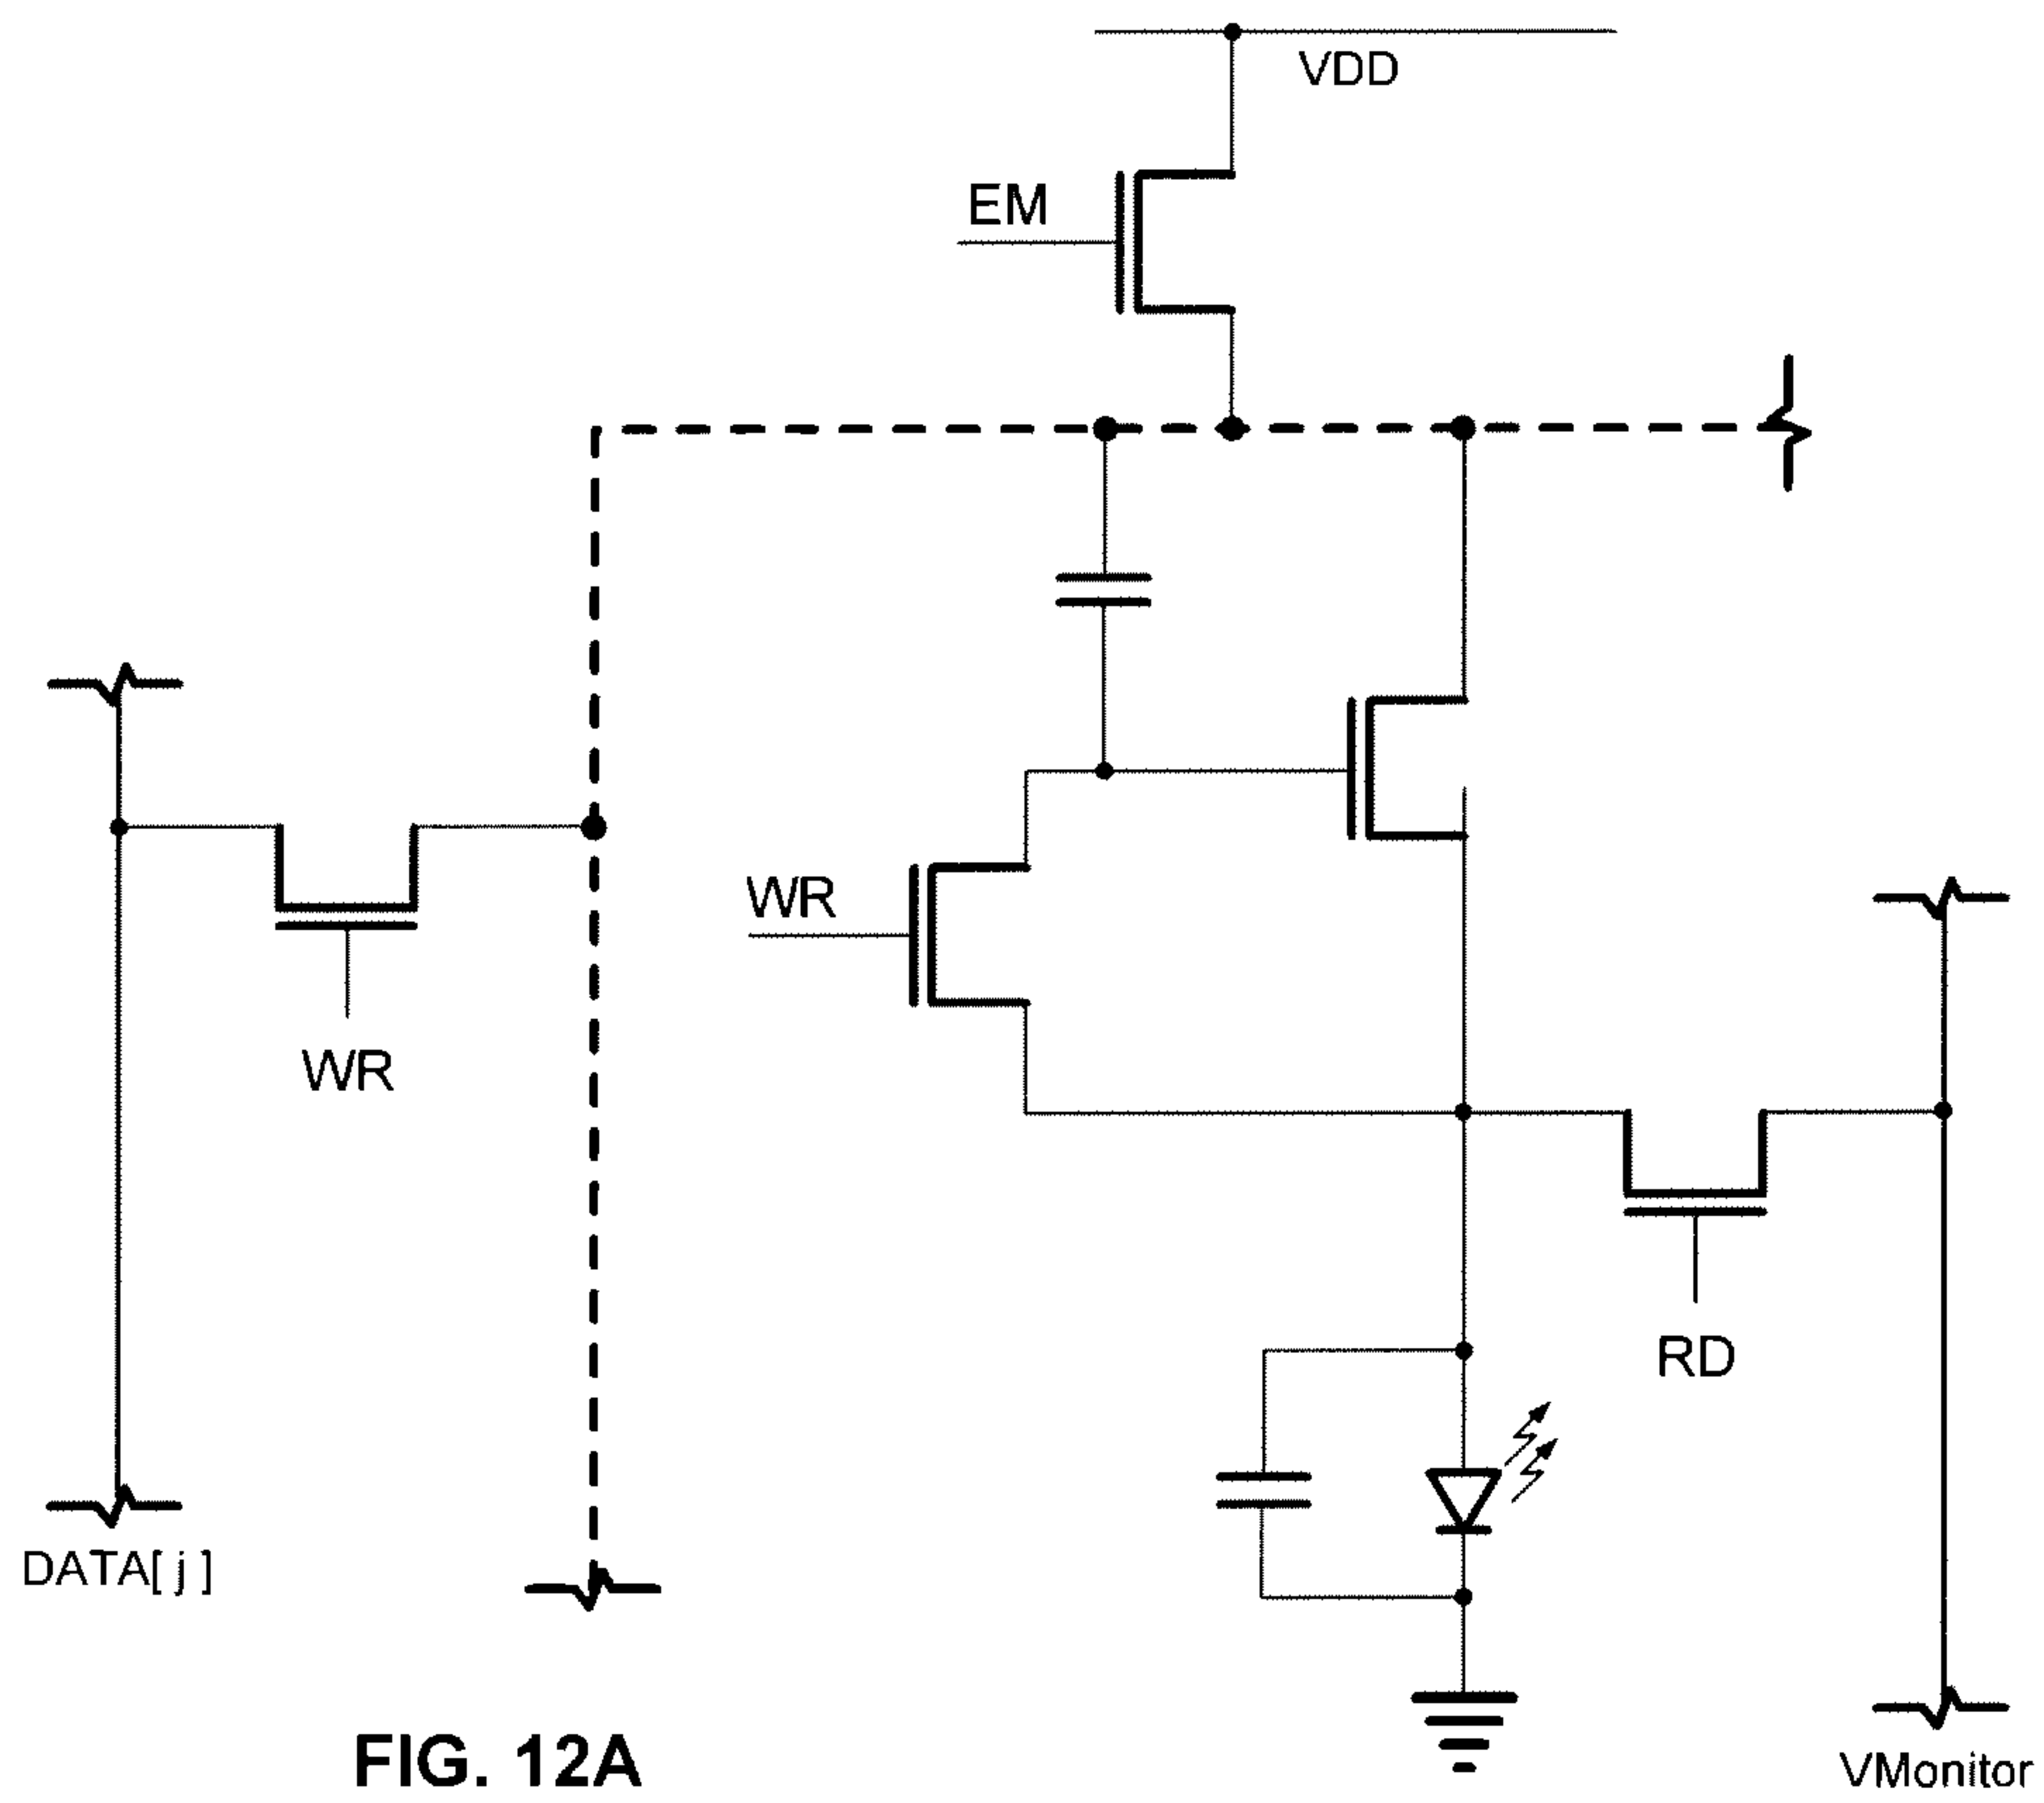 VDD
EM
WR
WR
RD
DATA[ j ]
FIG. 12A
VMonitor